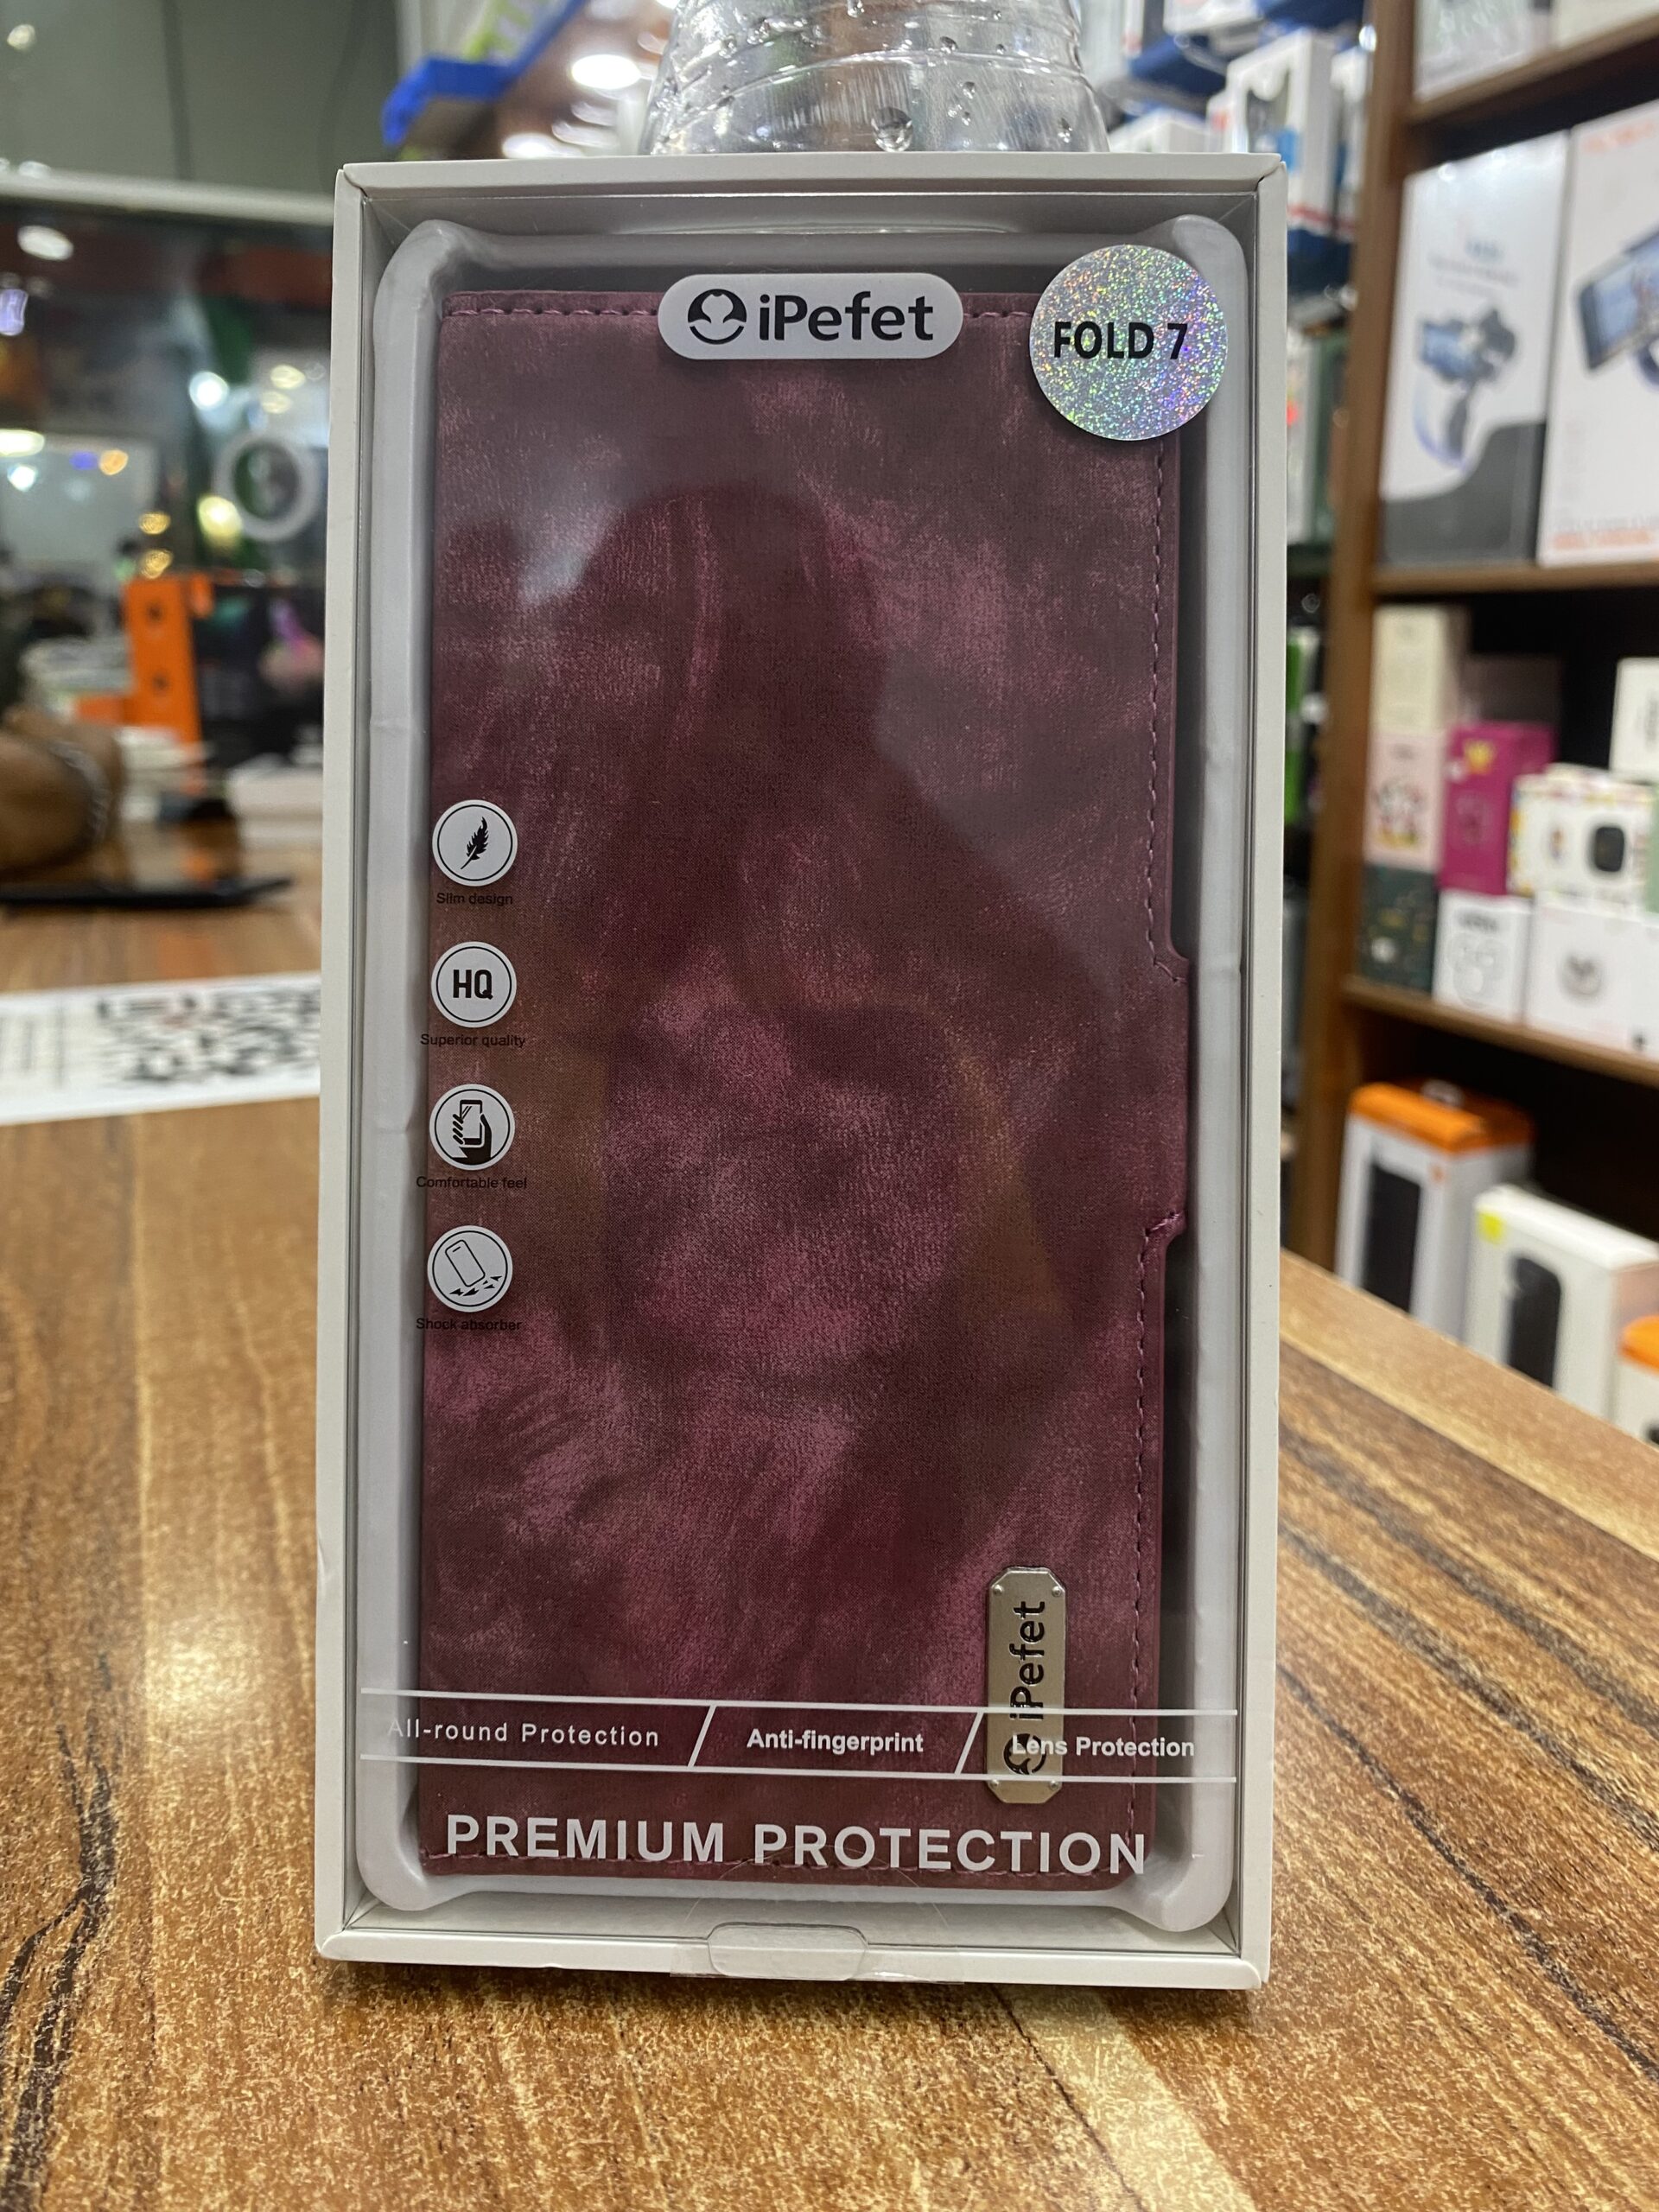 iPefet
FOLD 7
Slim design
HQ
Superior quality
Comfortable feel
Shock absorber
iPefet
All-round Protection
Anti-fingerprint
Lens Protection
PREMIUM PROTECTION